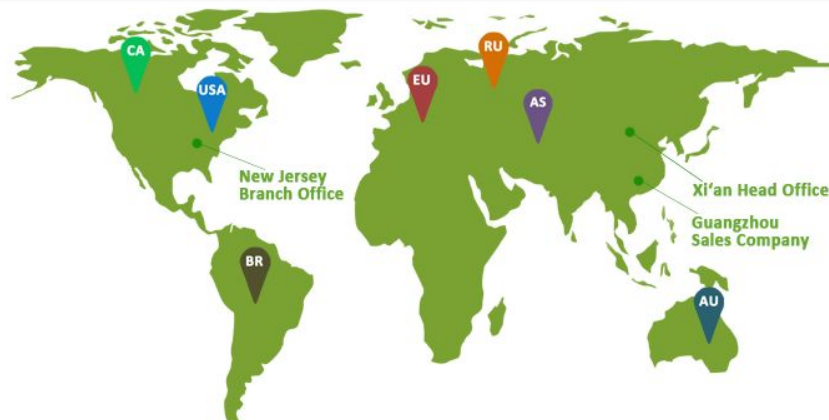 CA
RU
USA
EU
AS
New Jersey
Branch Office
Xi'an Head Office
Guangzhou
Sales Company
BR
AU